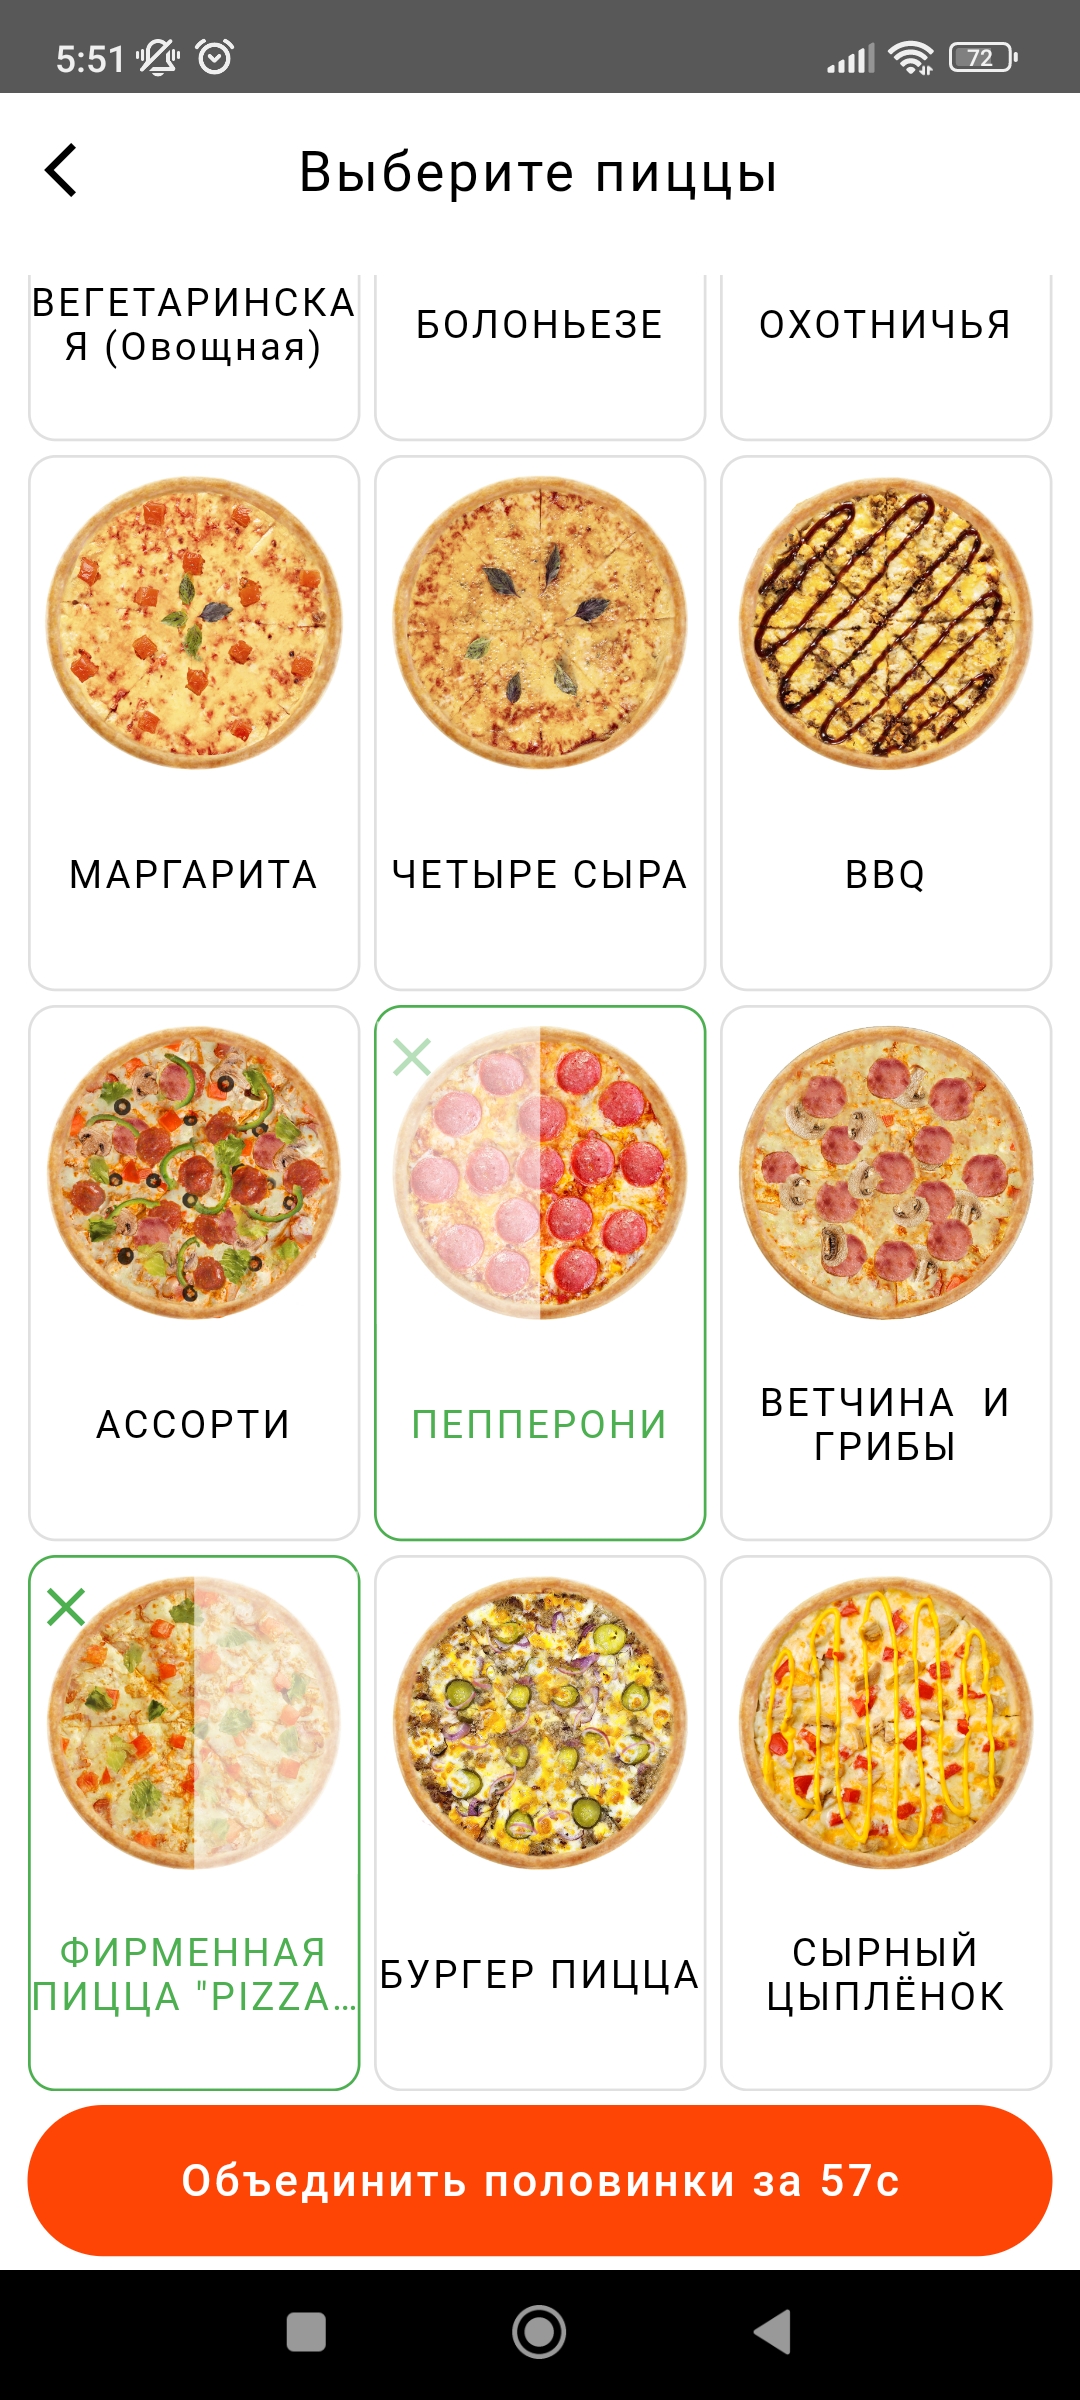 5:51
72
Выберите пиццы
ВЕГЕТАРИНСКА
Я (Овощная)
БОЛОНЬЕЗЕ
ОХОТНИЧЬЯ
МАРГАРИТА
ЧЕТЫРЕ СЫРА
BBQ
АССОРТИ
ПЕППЕРОНИ
ВЕТЧИНА  И
ГРИБЫ
ФИРМЕННАЯ
ПИЦЦА "PIZZA...
БУРГЕР ПИЦЦА
СЫРНЫЙ
ЦЫПЛЁНОК
Объединить половинки за 57с